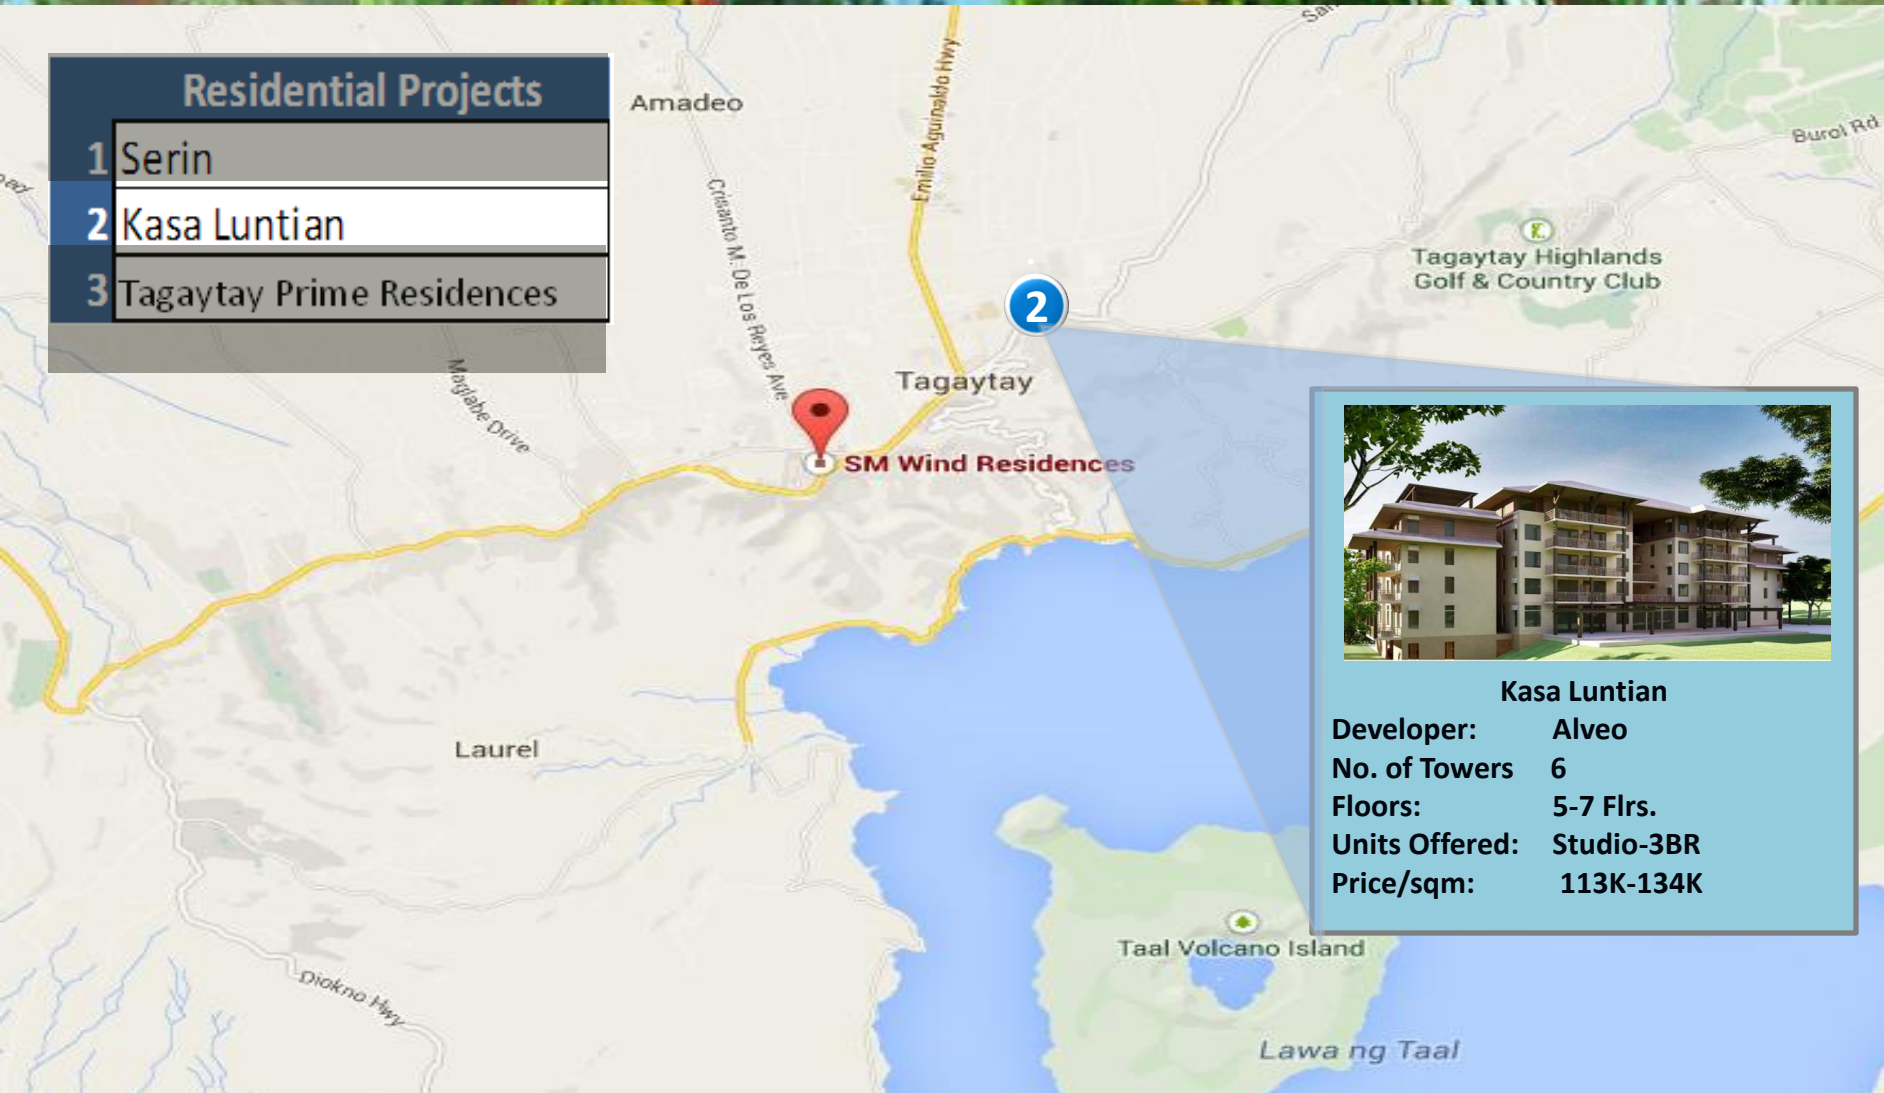 Residential Projects
1 Serin
2 Kasa Luntian
3 Tagaytay Prime Residences
Amadeo
Emilio Aguinaldo Hwy
Crisanto M. De Los Reyes Ave
Burol Rd
Tagaytay Highlands
Golf & Country Club
2
Tagaytay
Maglabe Drive
SM Wind Residences
Kasa Luntian
Developer: Alveo
No. of Towers 6
Floors: 5-7 Flrs.
Units Offered: Studio-3BR
Price/sqm: 113K-134K
Laurel
Taal Volcano Island
Diokno Hwy
Lawa ng Taal